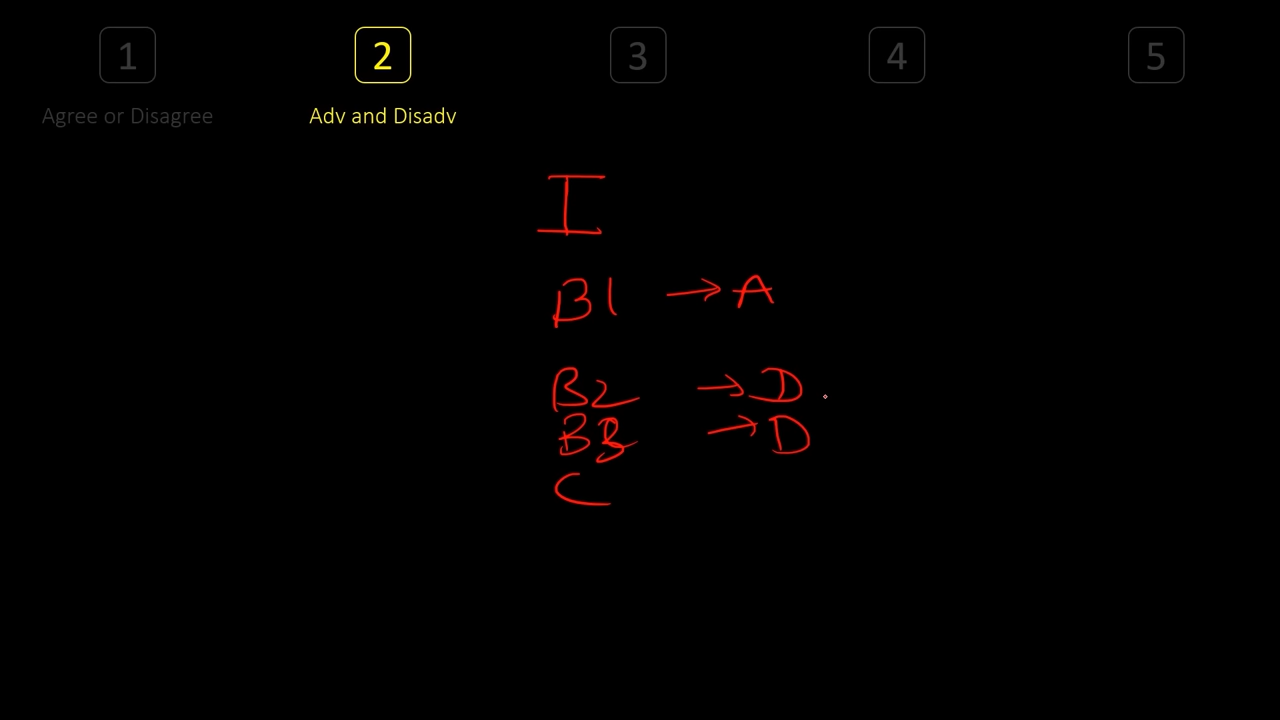 1 2 3 4 5
Agree or Disagree Adv and Disadv
I
B1 → A
B2 → D
B3 → D
C